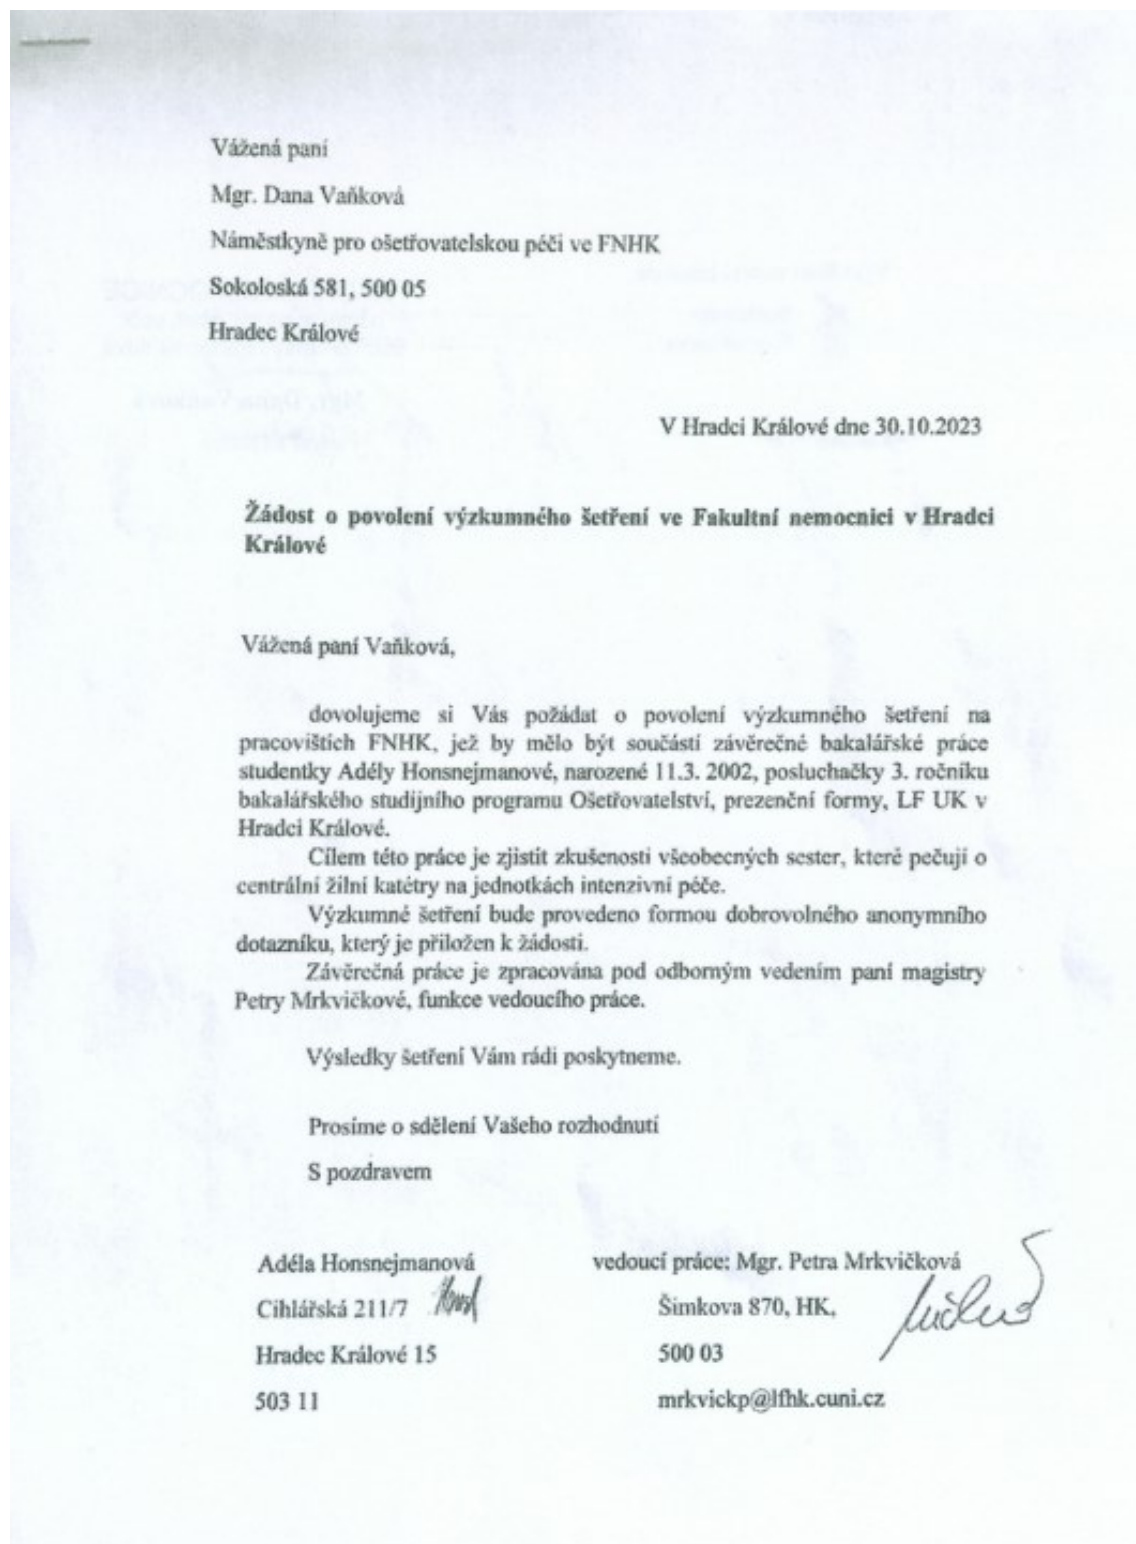 Vážená paní
Mgr. Dana Vaňková
Náměstkyně pro ošetřovatelskou péči ve FNHK
Sokoloská 581, 500 05
Hradec Králové
V Hradci Králové dne 30.10.2023
Žádost o povolení výzkumného šetření ve Fakultní nemocnici v Hradci
Králové
Vážená paní Vaňková,
dovolujeme si Vás požádat o povolení výzkumného šetření na
pracovištích FNHK, jež by mělo být součástí závěrečné bakalářské práce
studentky Adély Honsnejmanové, narozené 11.3. 2002, posluchačky 3. ročníku
bakalářského studijního programu Ošetřovatelství, prezenční formy, LF UK v
Hradci Králové.
Cílem této práce je zjistit zkušenosti všeobecných sester, které pečují o
centrální žilní katétry na jednotkách intenzivní péče.
Výzkumné šetření bude provedeno formou dobrovolného anonymního
dotazníku, který je přiložen k žádosti.
Závěrečná práce je zpracována pod odborným vedením paní magistry
Petry Mrkvičkové, funkce vedoucího práce.
Výsledky šetření Vám rádi poskytneme.
Prosíme o sdělení Vašeho rozhodnutí
S pozdravem
Adéla Honsnejmanová vedoucí práce: Mgr. Petra Mrkvičková
Cihlářská 211/7 Šimkova 870, HK,
Hradec Králové 15 500 03
503 11 mrkvickp@lfhk.cuni.cz